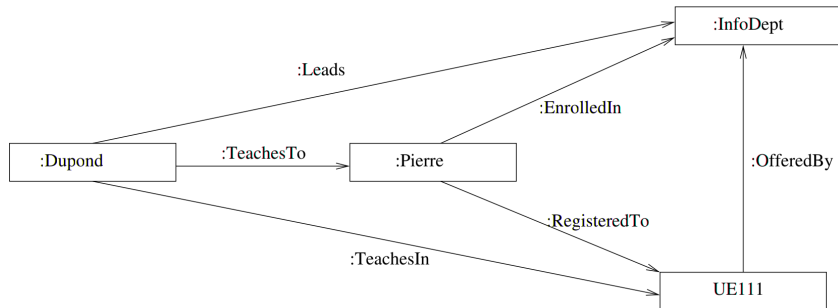 :InfoDept
:Leads
:EnrolledIn
:TeachesTo
:Dupond
:Pierre
:OfferedBy
:RegisteredTo
:TeachesIn
UE111